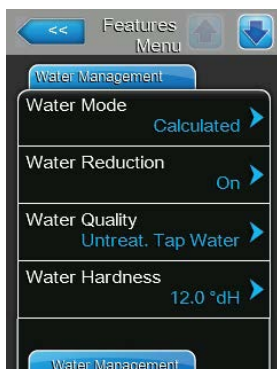 <<
Features
Menu
Water Management
Water Mode
Calculated
Water Reduction
On
Water Quality
Untreat. Tap Water
Water Hardness
12.0 °dH
Water Management